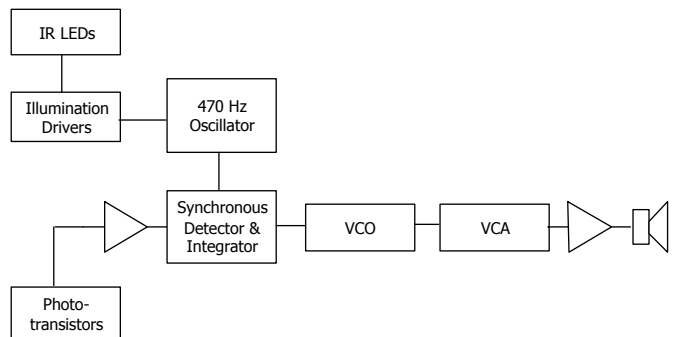 IR LEDs
Illumination
Drivers
470 Hz
Oscillator
Synchronous
Detector &
Integrator
VCO
VCA
Photo-
transistors